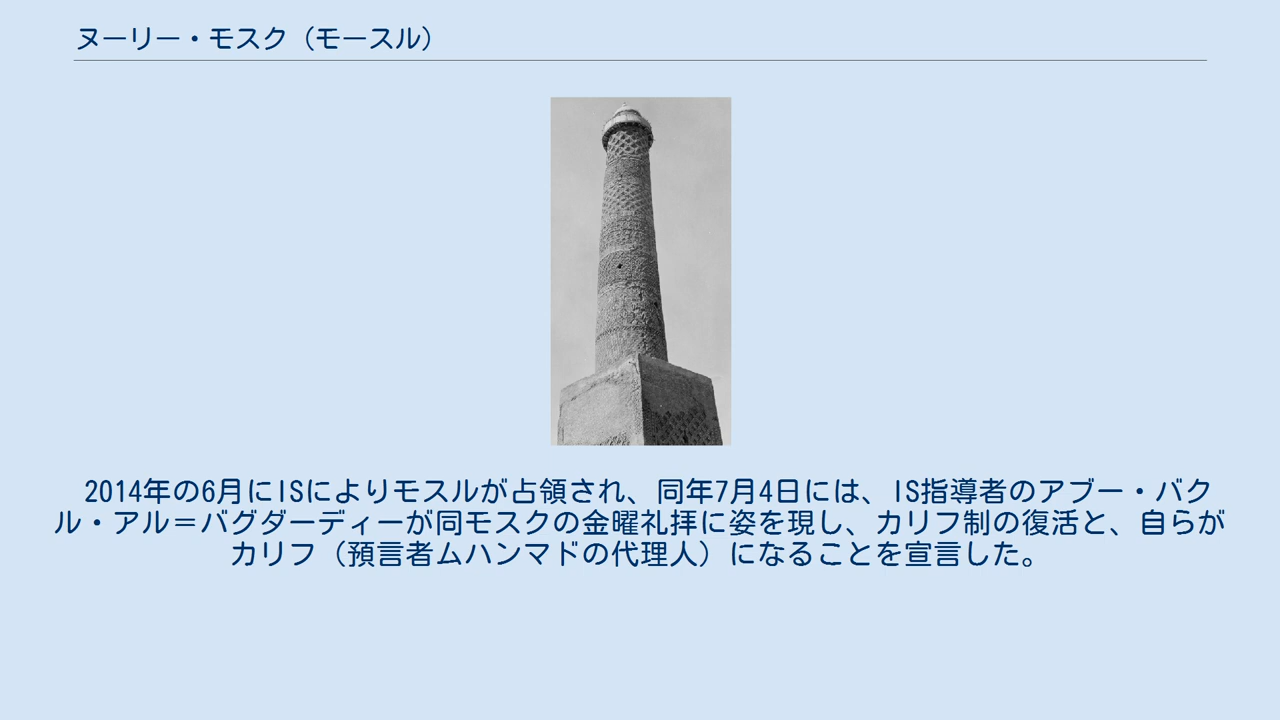 ヌーリー・モスク（モースル）
2014年の6月にISによりモスルが占領され、同年7月4日には、IS指導者のアブー・バク
ル・アル＝バグダーディーが同モスクの金曜礼拝に姿を現し、カリフ制の復活と、自らが
カリフ（預言者ムハンマドの代理人）になることを宣言した。